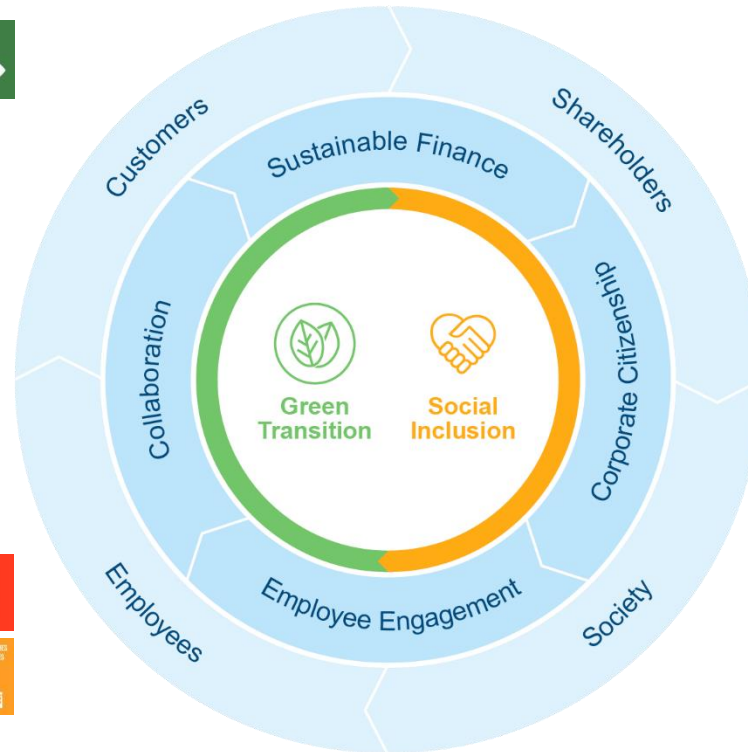 Customers
Shareholders
Sustainable Finance
Collaboration
Corporate Citizenship
Green
Transition
Social
Inclusion
Employee Engagement
Employees
Society